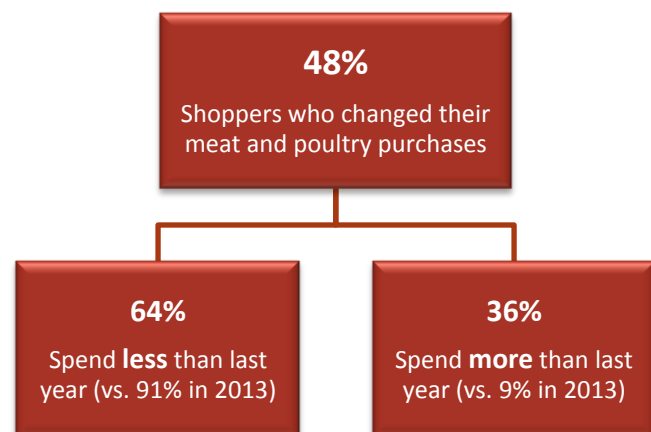 48%
Shoppers who changed their
meat and poultry purchases
64%
Spend less than last
year (vs. 91% in 2013)
36%
Spend more than last
year (vs. 9% in 2013)